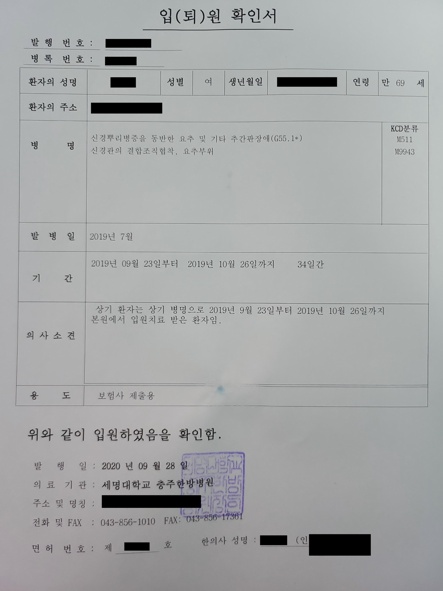 입(퇴)원 확인서
발 행 번 호 :
병 록 번 호 :
환자의 성명 성별 여 생년월일 연령 만 69 세
환자의 주소
병 명
KCD분류
신경뿌리병증을 동반한 요추 및 기타 추간판장애(G55.1*) M511
신경관의 결합조직협착, 요추부위 M9943
발 병 일 2019년 7월
기 간 2019년 09월 23일부터 2019년 10월 26일까지 34일간
의 사 소 견
상기 환자는 상기 병명으로 2019년 9월 23일부터 2019년 10월 26일까지
본원에서 입원치료 받은 환자임.
용 도 보험사 제출용
위와 같이 입원하였음을 확인함.
발 행 일 : 2020 년 09 월 28 일
의 료 기 관 : 세명대학교 충주한방병원
주소 및 명칭 :
전화 및 FAX : 043-856-1010 FAX: 043-856-17361
면 허 번 호 : 제 호 한의사 성명 : (인